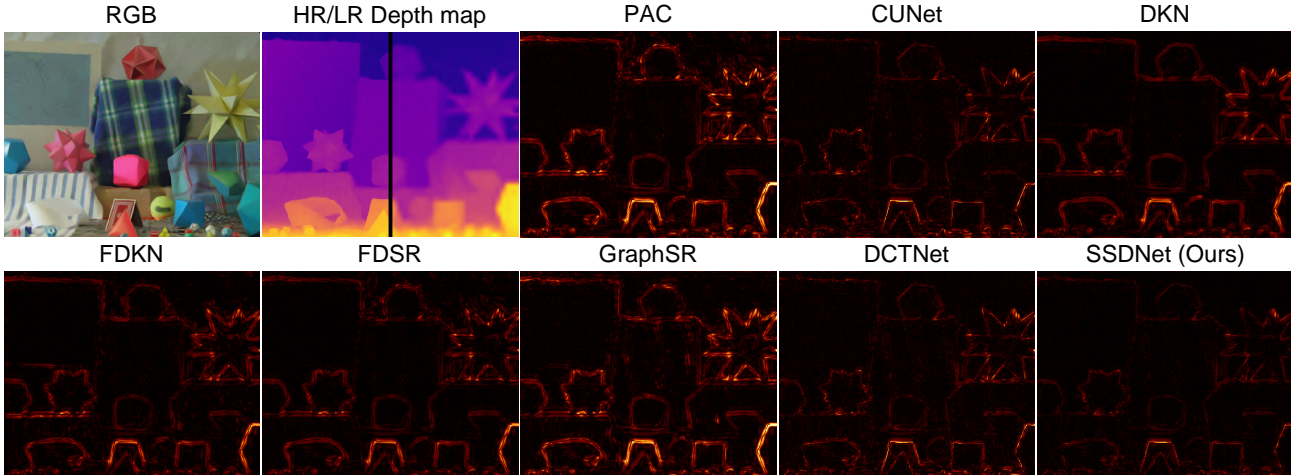 RGB
HR/LR Depth map
PAC
CUNet
DKN
FDKN
FDSR
GraphSR
DCTNet
SSDNet (Ours)